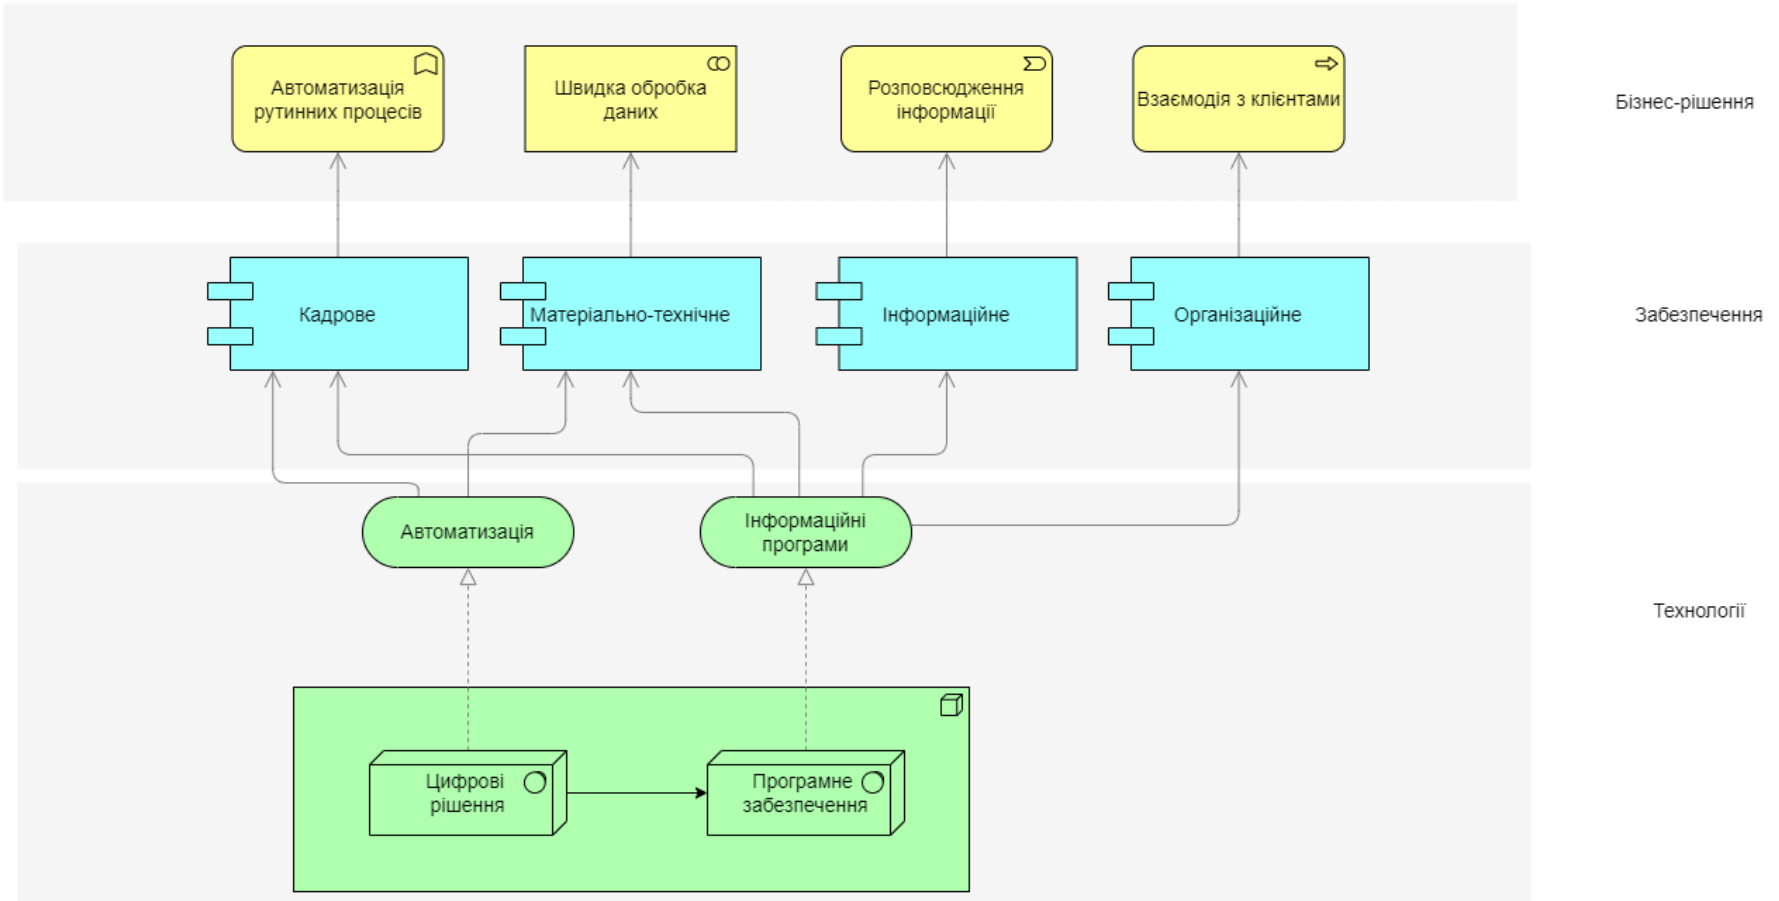 Автоматизація
рутинних процесів
Швидка обробка
даних
Розповсюдження
інформації
Взаємодія з клієнтами
Бізнес-рішення
Кадрове
Матеріально-технічне
Інформаційне
Організаційне
Забезпечення
Автоматизація
Інформаційні
програми
Технології
Цифрові
рішення
Програмне
забезпечення